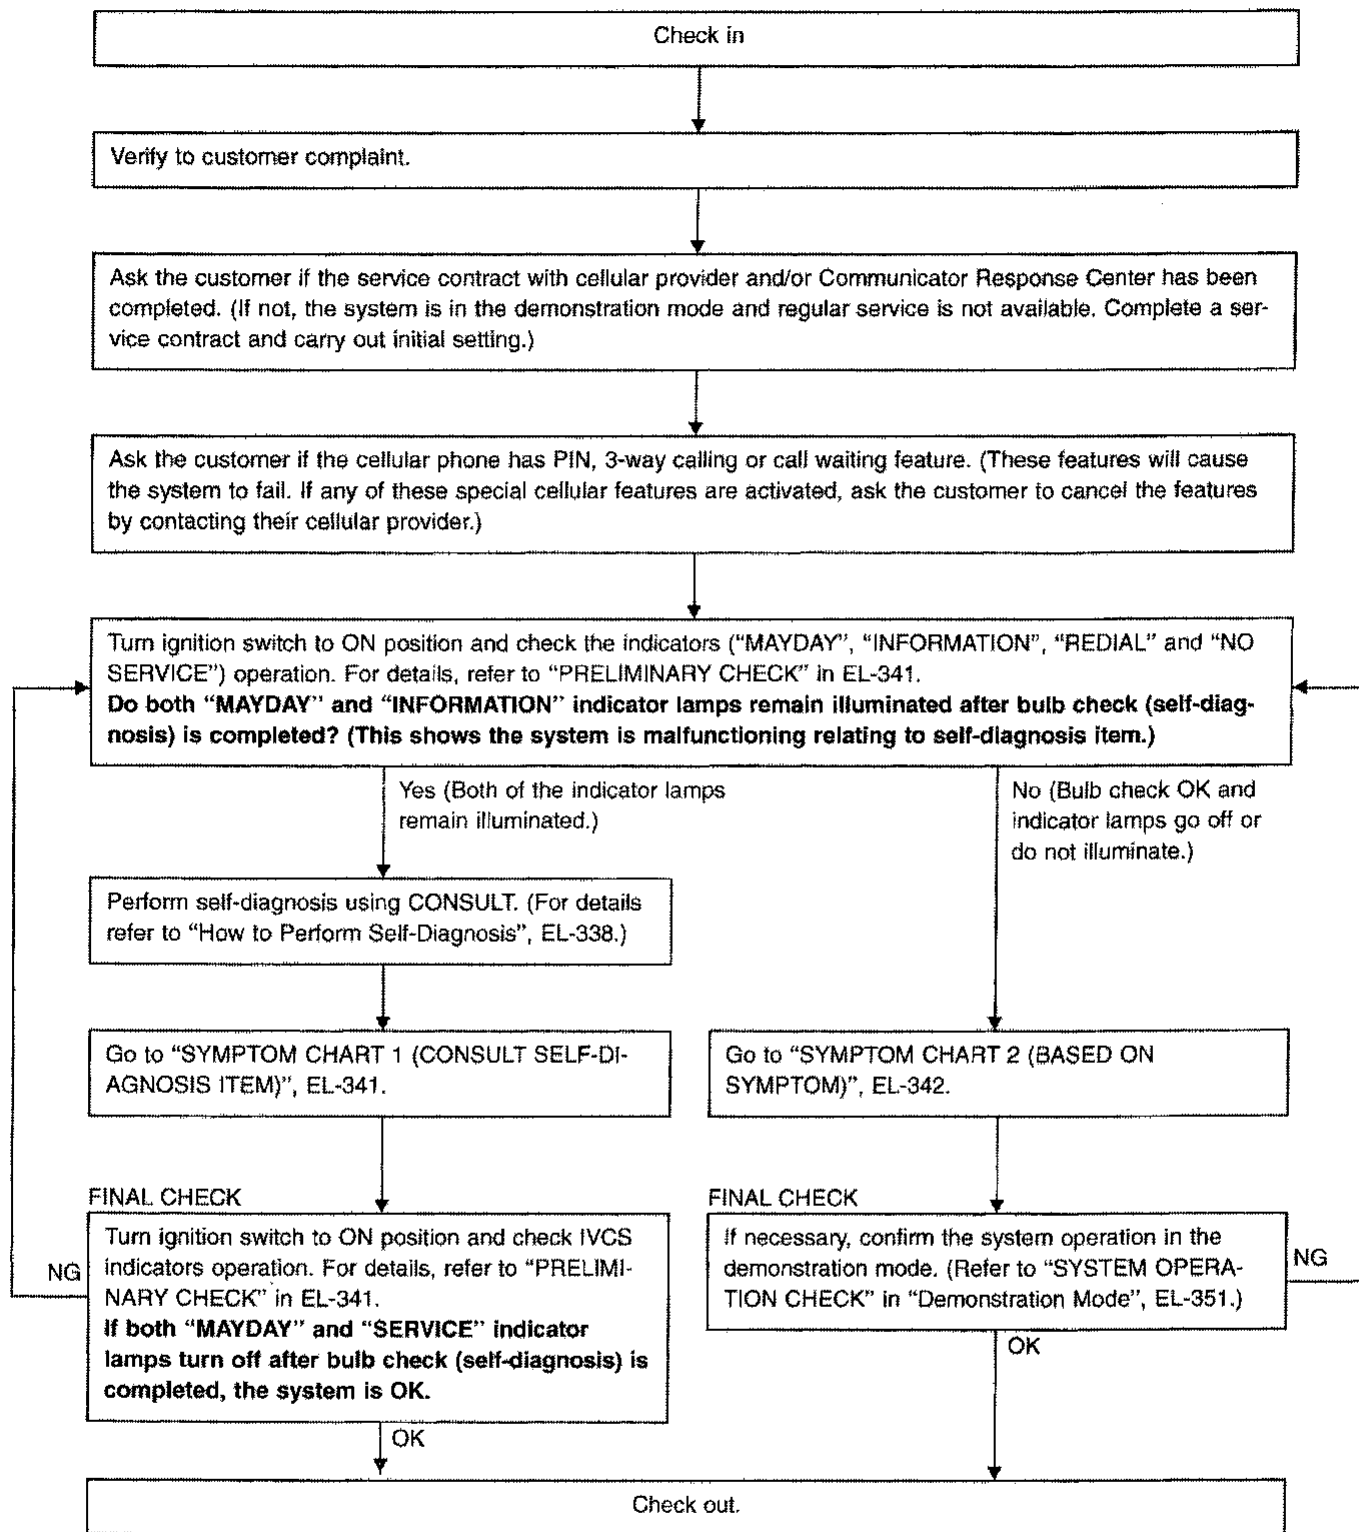 Check in
Verify to customer complaint.
Ask the customer if the service contract with cellular provider and/or Communicator Response Center has been
completed. (If not, the system is in the demonstration mode and regular service is not available. Complete a ser-
vice contract and carry out initial setting.)
Ask the customer if the cellular phone has PIN, 3-way calling or call waiting feature. (These features will cause
the system to fail. If any of these special cellular features are activated, ask the customer to cancel the features
by contacting their cellular provider.)
Turn ignition switch to ON position and check the indicators (“MAYDAY”, “INFORMATION”, “REDIAL” and “NO
SERVICE”) operation. For details, refer to “PRELIMINARY CHECK” in EL-341.
Do both “MAYDAY” and “INFORMATION” indicator lamps remain illuminated after bulb check (self-diag-
nosis) is completed? (This shows the system is malfunctioning relating to self-diagnosis item.)
Yes (Both of the indicator lamps
remain illuminated.)
No (Bulb check OK and
indicator lamps go off or
do not illuminate.)
Perform self-diagnosis using CONSULT. (For details
refer to “How to Perform Self-Diagnosis”, EL-338.)
Go to “SYMPTOM CHART 1 (CONSULT SELF-DI-
AGNOSIS ITEM)”, EL-341.
Go to “SYMPTOM CHART 2 (BASED ON
SYMPTOM)”, EL-342.
FINAL CHECK
Turn ignition switch to ON position and check IVCS
indicators operation. For details, refer to “PRELIMI-
NARY CHECK” in EL-341.
If both “MAYDAY” and “SERVICE” indicator
lamps turn off after bulb check (self-diagnosis) is
completed, the system is OK.
NG
OK
FINAL CHECK
If necessary, confirm the system operation in the
demonstration mode. (Refer to “SYSTEM OPERA-
TION CHECK” in “Demonstration Mode”, EL-351.)
NG
OK
Check out.